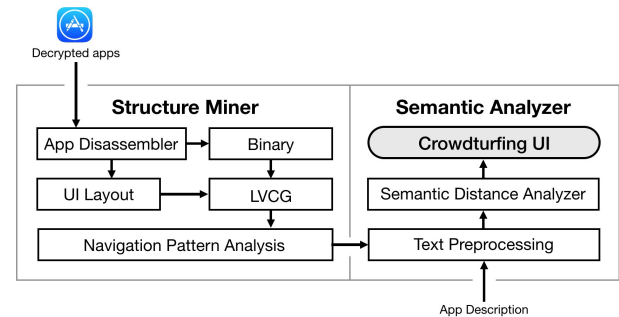 Decrypted apps
Structure Miner
Semantic Analyzer
App Disassembler
Binary
Crowdturfing UI
UI Layout
LVCG
Semantic Distance Analyzer
Navigation Pattern Analysis
Text Preprocessing
App Description